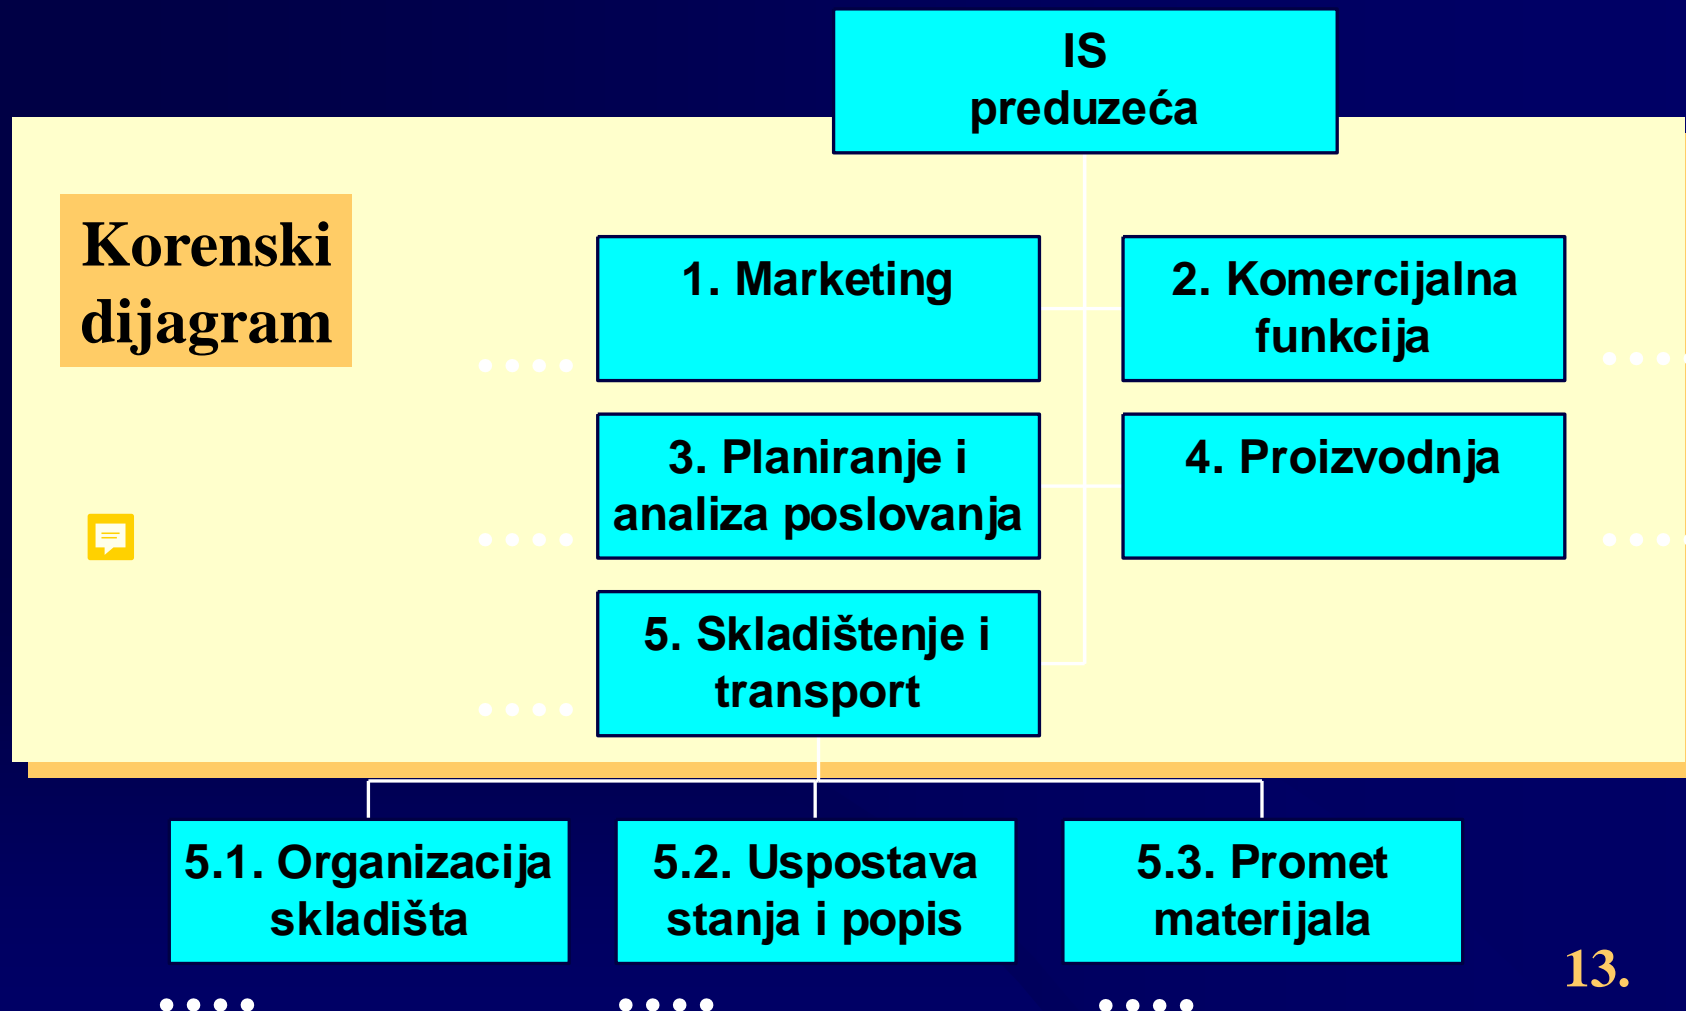 IS
preduzeća
Korenski
dijagram
1. Marketing
2. Komercijalna
funkcija
3. Planiranje i
analiza poslovanja
4. Proizvodnja
5. Skladištenje i
transport
5.1. Organizacija
skladišta
5.2. Uspostava
stanja i popis
5.3. Promet
materijala
13.